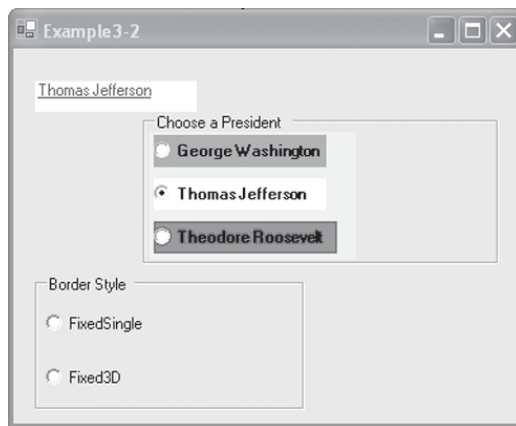 Example3-2
Thomas Jefferson
Choose a President
George Washington
Thomas Jefferson
Theodore Roosevelt
Border Style
FixedSingle
Fixed3D